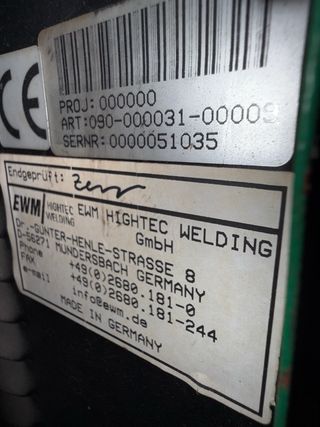 CE
PROJ: 000000
ART:090-000031-00009
SERNR:0000051035
Endgeprüft:
EWM HIGHTEC WELDING EWM HIGHTEC WELDING
GmbH
Dr.-GÜNTER-HENLE-STRASSE 8
D-56271 MÜNDERSBACH GERMANY
Phone +49(0)2680.181-0
FAX +49(0)2680.181-244
e-mail info@ewm.de
MADE IN GERMANY